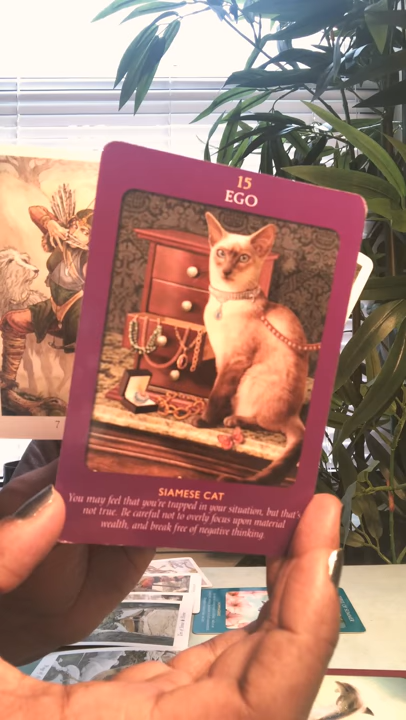 15
EGO
SIAMESE CAT
You may feel that you're trapped in your situation, but that's
not true. Be careful not to overly focus upon material
wealth, and break free of negative thinking.
7